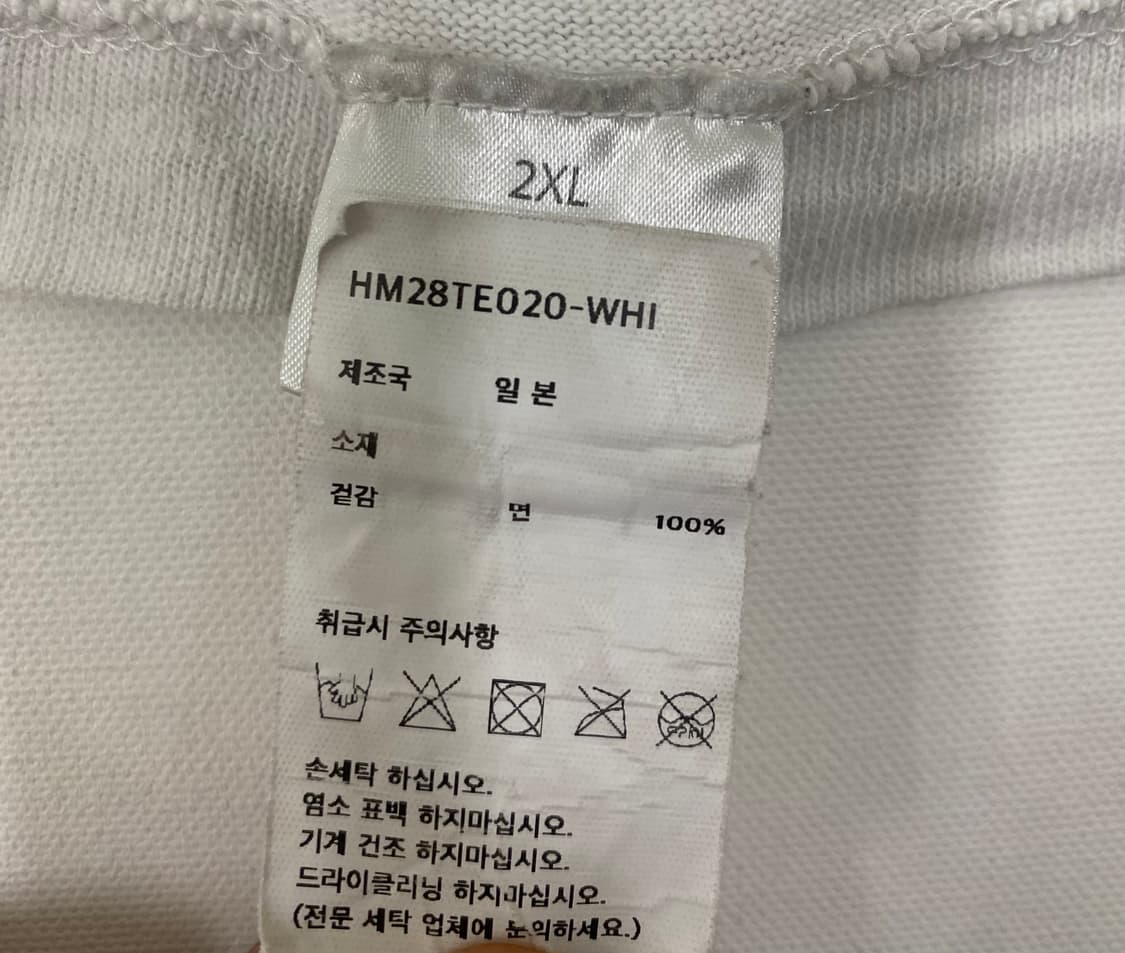 2XL
HM28TE020-WHI
제조국 일 본
소재
겉감 면 100%
취급시 주의사항
손세탁 하십시오.
염소 표백 하지마십시오.
기계 건조 하지마십시오.
드라이클리닝 하지마십시오.
(전문 세탁 업체에 문의하세요.)